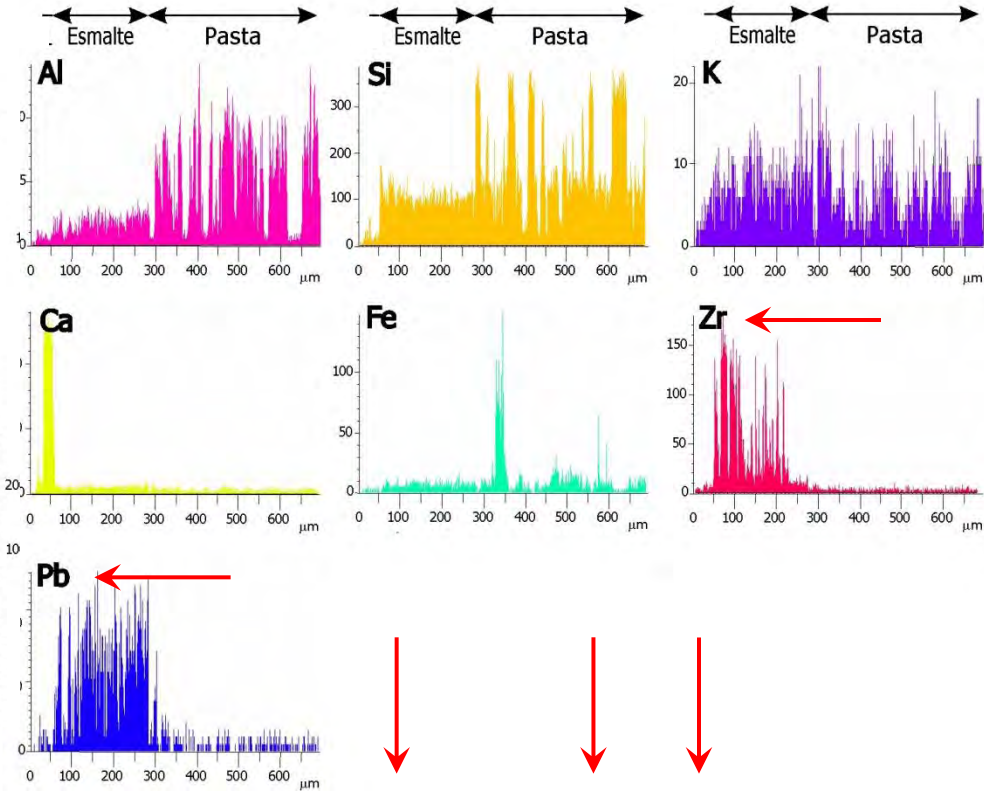 Esmalte Pasta Esmalte Pasta Esmalte Pasta
Al Si K
0 300 20
5 200
100 10
1 0 0
0 100 200 300 400 500 600 µm 0 100 200 300 400 500 600 µm 0 100 200 300 400 500 600 µm
Ca Fe Zr
) 100 150
0 50 100
50
20 0 0
0 100 200 300 400 500 600 µm 0 100 200 300 400 500 600 µm 0 100 200 300 400 500 600 µm
10
Pb
)
)
0
0 100 200 300 400 500 600 µm